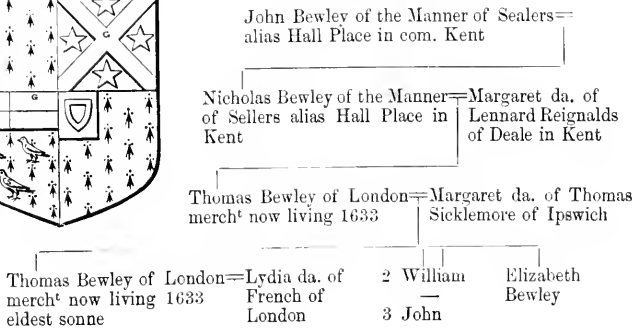 G
G
John Bewley of the Manner of Sealers=
alias Hall Place in com. Kent
Nicholas Bewley of the Manner=Margaret da. of
of Sellers alias Hall Place in Lennard Reignalds
Kent of Deale in Kent
Thomas Bewley of London=Margaret da. of Thomas
mercht now living 1633 Sicklemore of Ipswich
Thomas Bewley of London=Lydia da. of 2 William Elizabeth
mercht now living 1633 French of — Bewley
eldest sonne London 3 John